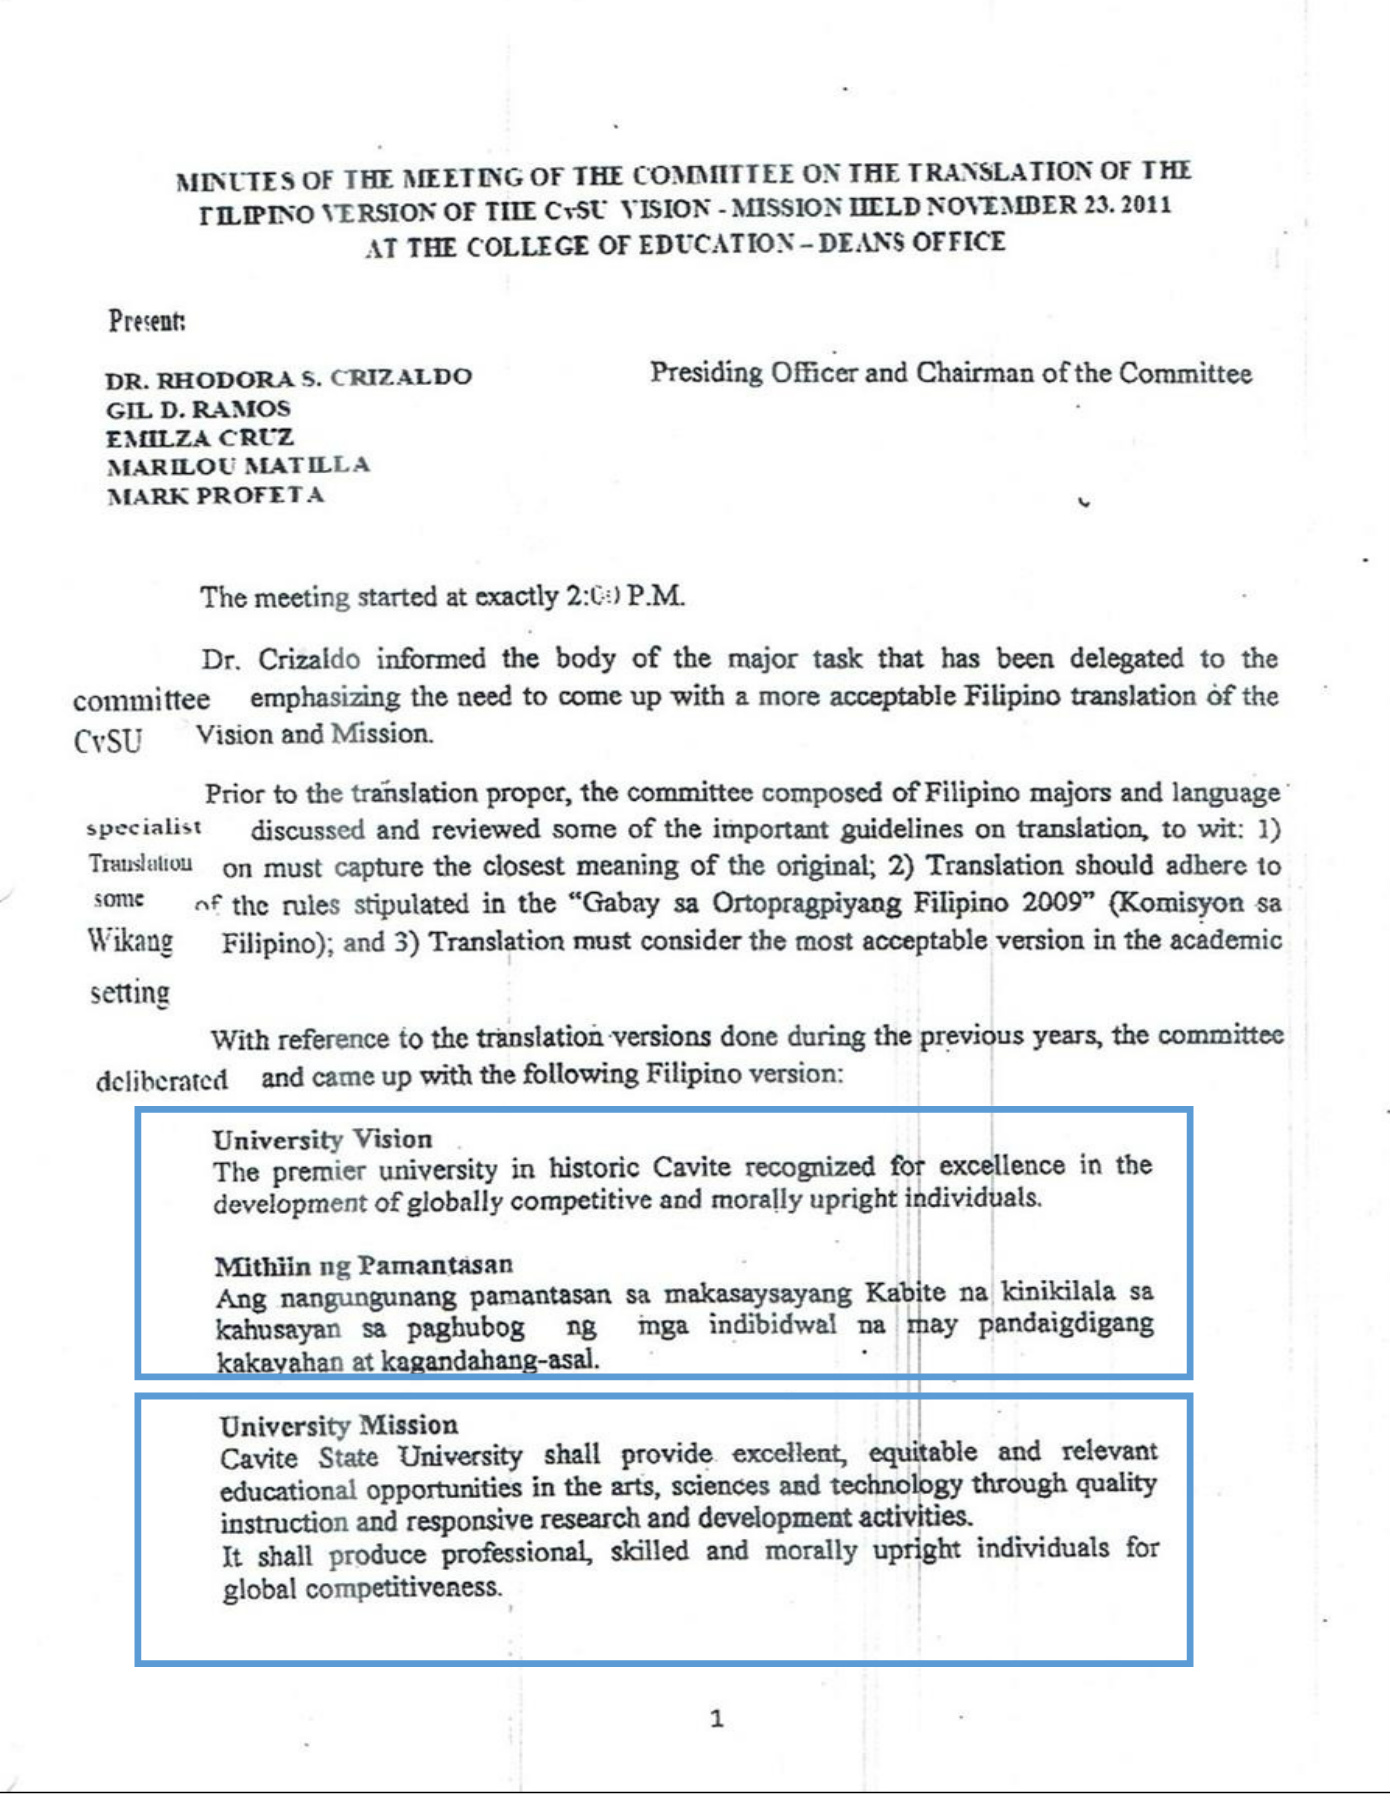 MINUTES OF THE MEETING OF THE COMMITTEE ON THE TRANSLATION OF THE
FILIPINO VERSION OF THE CvSU VISION - MISSION HELD NOVEMBER 23. 2011
AT THE COLLEGE OF EDUCATION – DEANS OFFICE
Present:
DR. RHODORA S. CRIZALDO Presiding Officer and Chairman of the Committee
GIL D. RAMOS
EMILZA CRUZ
MARILOU MATILLA
MARK PROFETA
The meeting started at exactly 2:00 P.M.
Dr. Crizaldo informed the body of the major task that has been delegated to the
committee emphasizing the need to come up with a more acceptable Filipino translation of the
CvSU Vision and Mission.
Prior to the translation proper, the committee composed of Filipino majors and language
specialist discussed and reviewed some of the important guidelines on translation, to wit: 1)
Translation on must capture the closest meaning of the original; 2) Translation should adhere to
some of the rules stipulated in the “Gabay sa Ortopragpiyang Filipino 2009” (Komisyon sa
Wikang Filipino); and 3) Translation must consider the most acceptable version in the academic
setting
With reference to the translation versions done during the previous years, the committee
deliberated and came up with the following Filipino version:
University Vision
The premier university in historic Cavite recognized for excellence in the
development of globally competitive and morally upright individuals.
Mithiin ng Pamantasan
Ang nangungunang pamantasan sa makasaysayang Kabite na kinikilala sa
kahusayan sa paghubog ng mga indibidwal na may pandaigdigang
kakayahan at kagandahang-asal.
University Mission
Cavite State University shall provide excellent, equitable and relevant
educational opportunities in the arts, sciences and technology through quality
instruction and responsive research and development activities.
It shall produce professional, skilled and morally upright individuals for
global competitiveness.
1